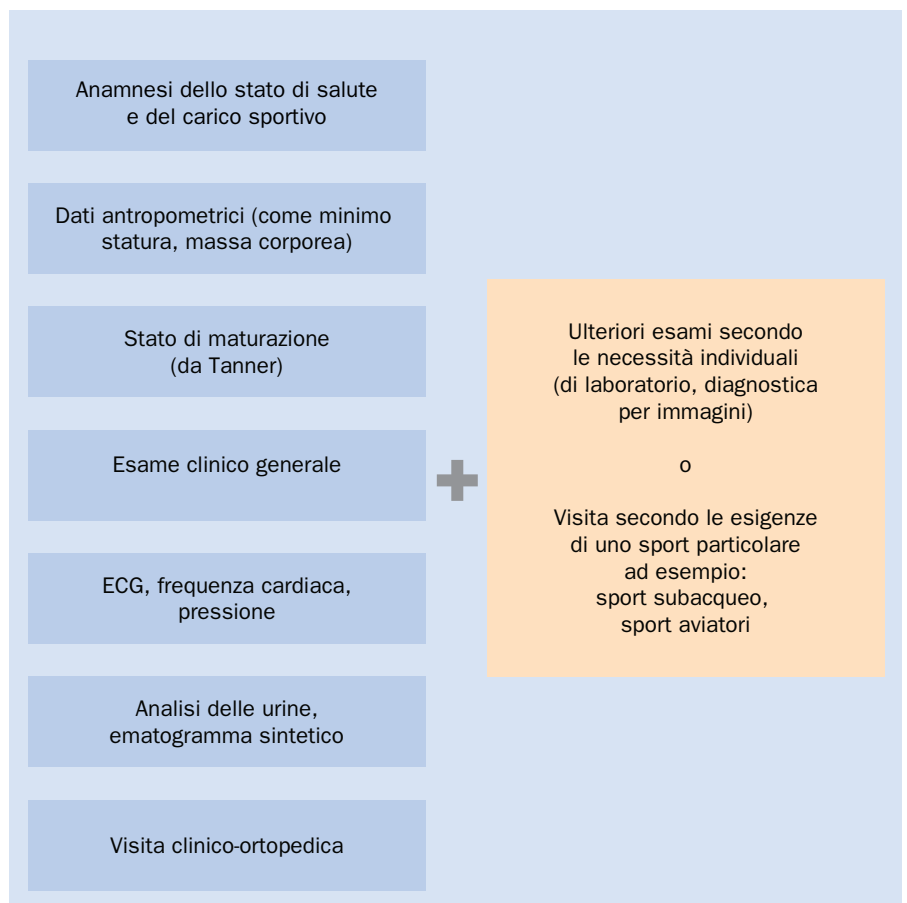 Anamnesi dello stato di salute
e del carico sportivo
Dati antropometrici (come minimo
statura, massa corporea)
Stato di maturazione
(da Tanner)
Esame clinico generale
ECG, frequenza cardiaca,
pressione
Analisi delle urine,
ematogramma sintetico
Visita clinico-ortopedica
Ulteriori esami secondo
le necessità individuali
(di laboratorio, diagnostica
per immagini)
o
Visita secondo le esigenze
di uno sport particolare
ad esempio:
sport subacqueo,
sport aviatori